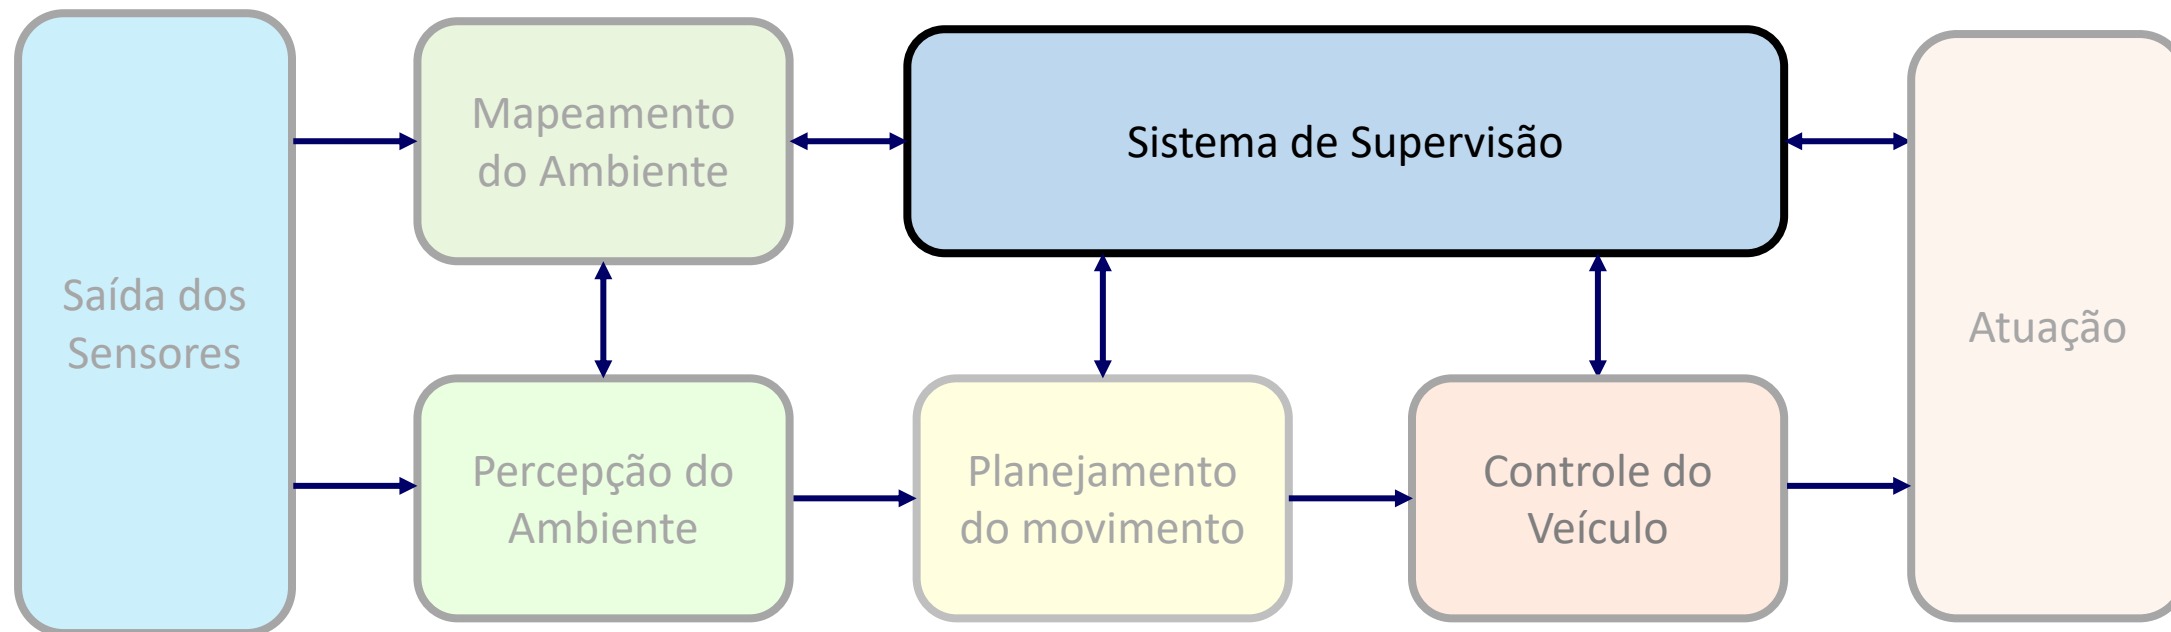 Saída dos
Sensores
Mapeamento
do Ambiente
Sistema de Supervisão
Percepção do
Ambiente
Planejamento
do movimento
Controle do
Veículo
Atuação